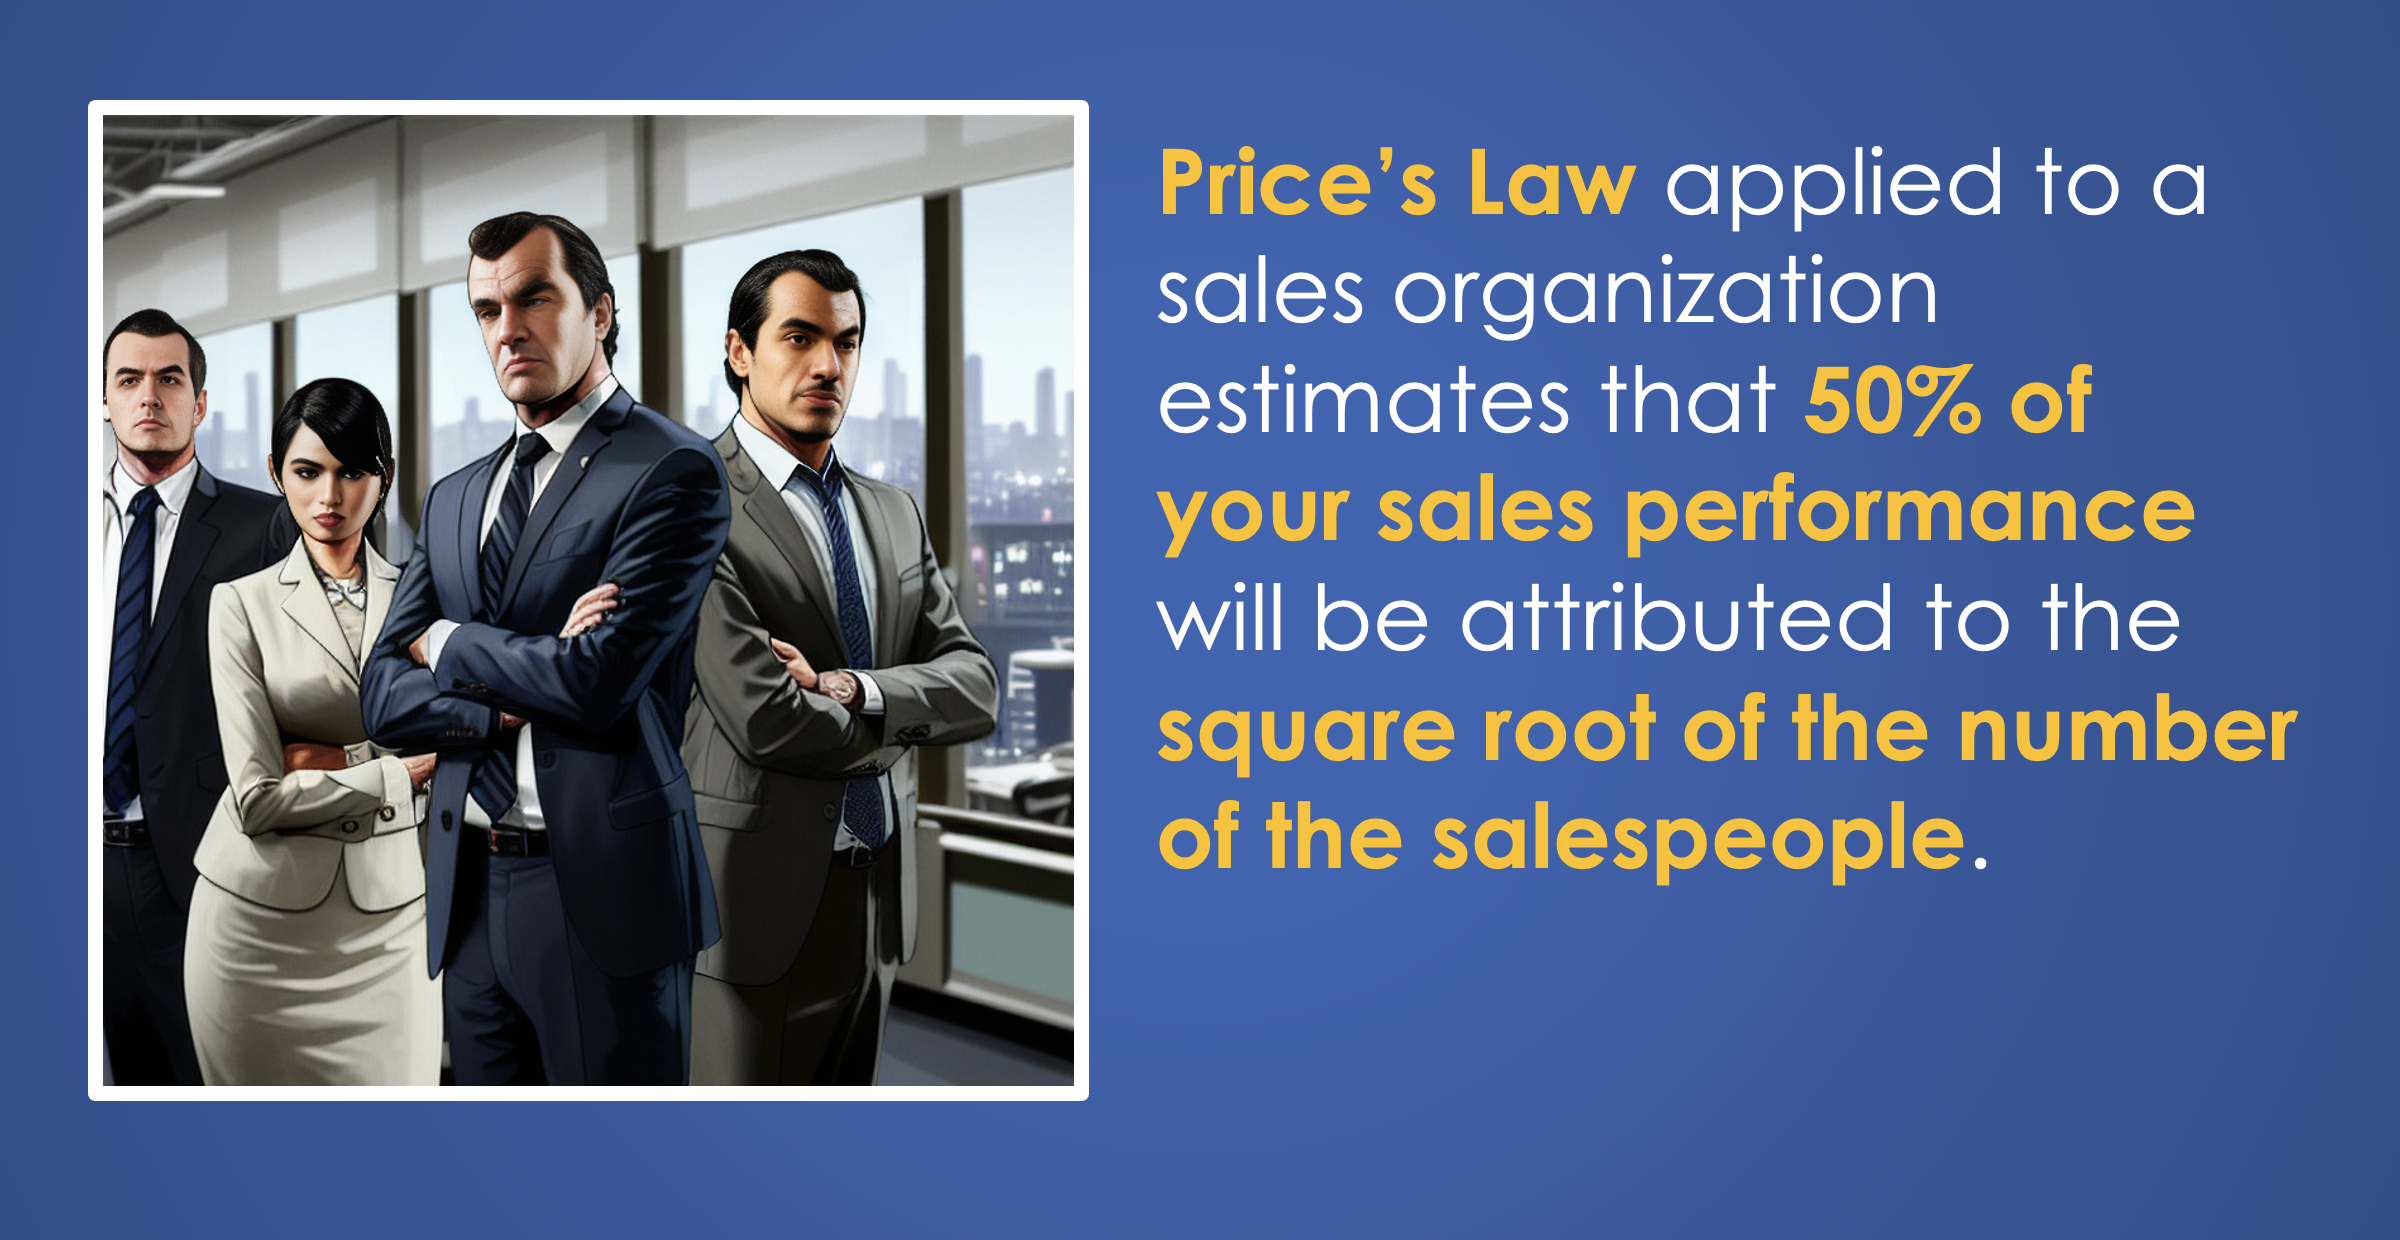 Price’s Law applied to a
sales organization
estimates that 50% of
your sales performance
will be attributed to the
square root of the number
of the salespeople.